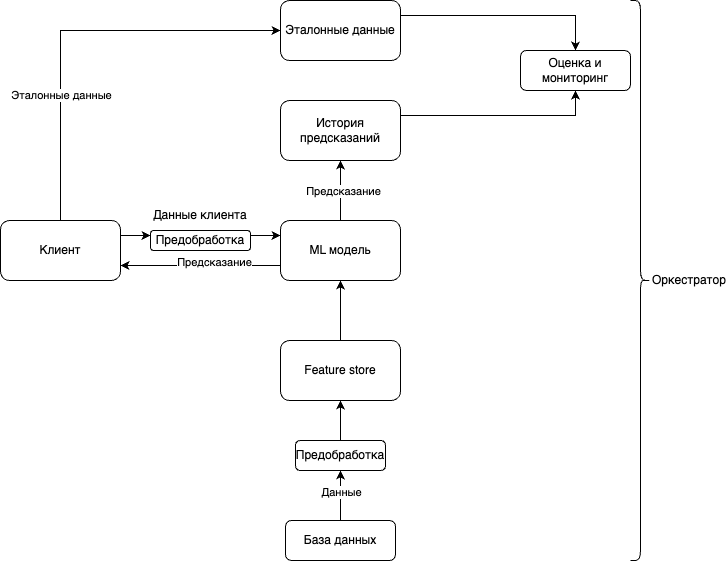 Эталонные данные
Оценка и
мониторинг
Эталонные данные
История
предсказаний
Предсказание
Данные клиента
Клиент
Предобработка
ML модель
Предсказание
Оркестратор
Feature store
Предобработка
Данные
База данных